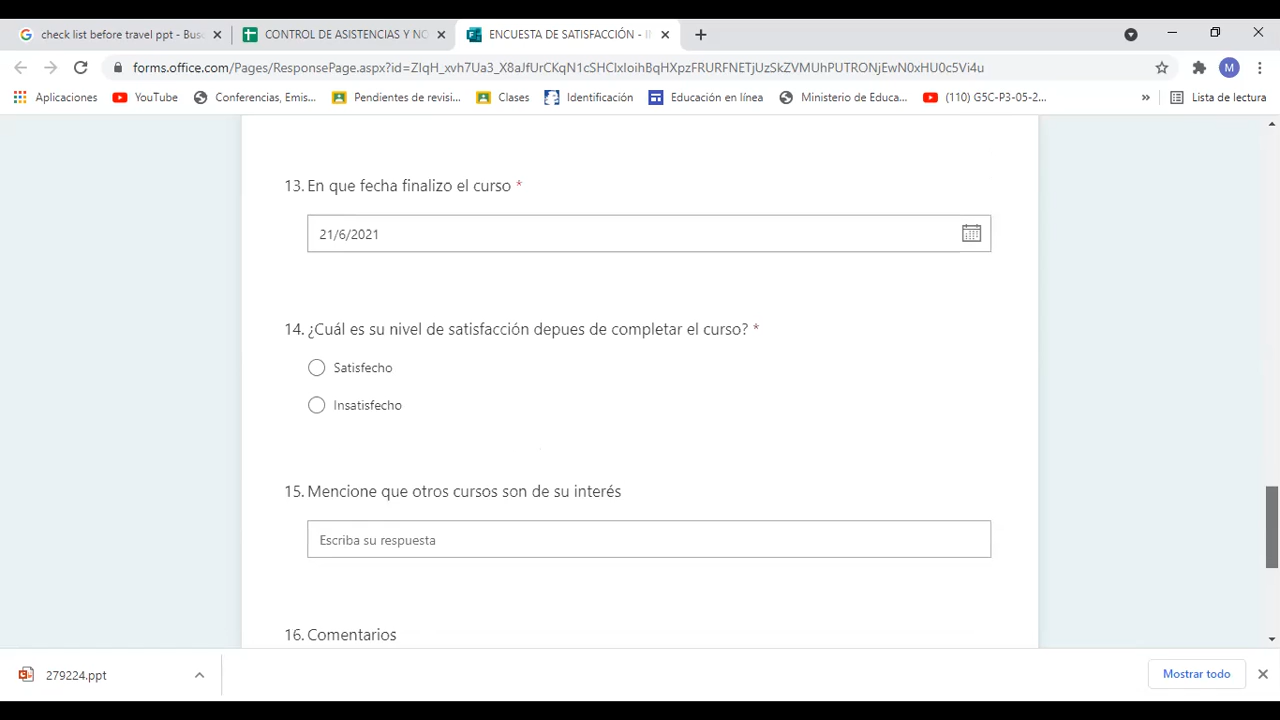 check list before travel ppt - Bus
CONTROL DE ASISTENCIAS Y NO
ENCUESTA DE SATISFACCIÓN - I
forms.office.com/Pages/ResponsePage.aspx?id=ZIqH_xvh7Ua3_X8aJfUrCKqN1cSHClxIoihBqHXpzFRURFNETjUzSkZVMUhPUTRONjEwN0xHU0c5Vi4u
M
Aplicaciones
YouTube
Conferencias, Emis...
Pendientes de revisi...
Clases
Identificación
Educación en línea
Ministerio de Educa...
(110) G5C-P3-05-2...
»
Lista de lectura
13. En que fecha finalizo el curso *
21/6/2021
14. ¿Cuál es su nivel de satisfacción depues de completar el curso? *
Satisfecho
Insatisfecho
15. Mencione que otros cursos son de su interés
Escriba su respuesta
16. Comentarios
279224.ppt
Mostrar todo